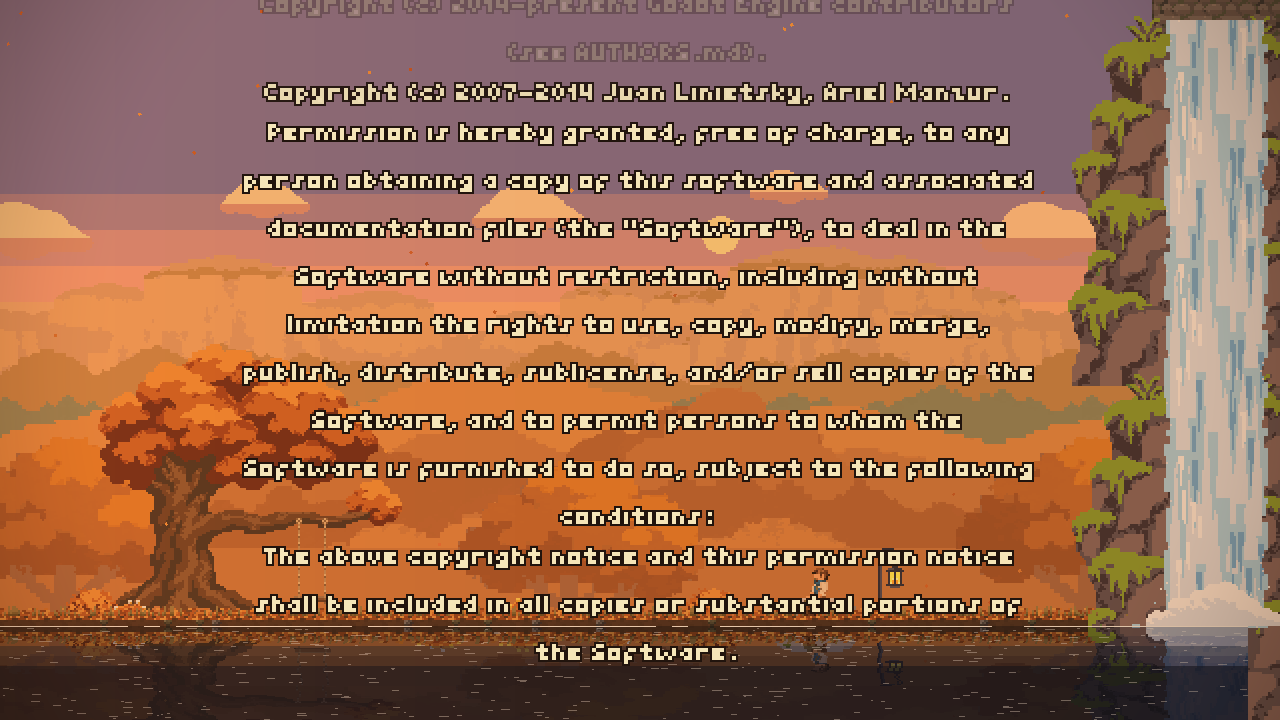 Copyright (c) 2014-present Godot Engine contributors
(see AUTHORS.md).
Copyright (c) 2007-2014 Juan Linietsky, Ariel Manzur.
Permission is hereby granted, free of charge, to any
person obtaining a copy of this software and associated
documentation files (the "Software"), to deal in the
Software without restriction, including without
limitation the rights to use, copy, modify, merge,
publish, distribute, sublicense, and/or sell copies of the
Software, and to permit persons to whom the
Software is furnished to do so, subject to the following
conditions:
The above copyright notice and this permission notice
shall be included in all copies or substantial portions of
the Software.